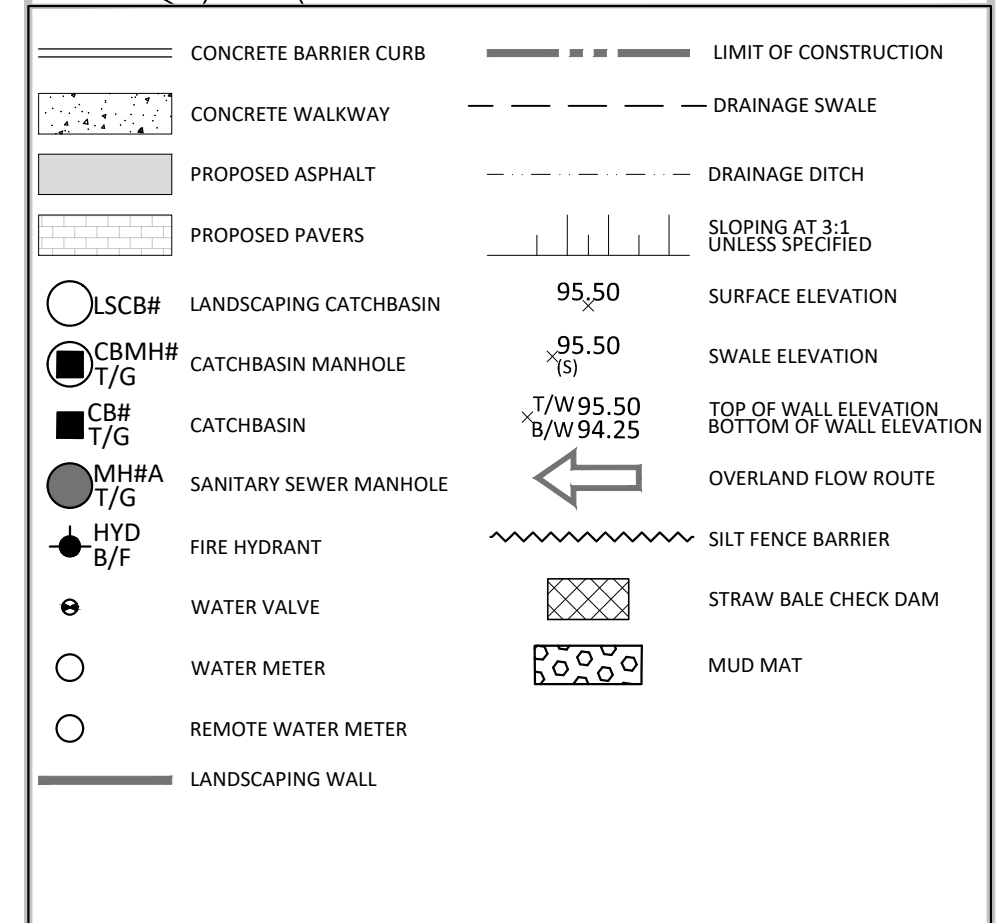 CONCRETE BARRIER CURB
CONCRETE WALKWAY
PROPOSED ASPHALT
PROPOSED PAVERS
LSCB#
LANDSCAPING CATCHBASIN
CBMH#
T/G
CATCHBASIN MANHOLE
CB#
T/G
CATCHBASIN
MH#A
T/G
SANITARY SEWER MANHOLE
HYD
B/F
FIRE HYDRANT
WATER VALVE
WATER METER
REMOTE WATER METER
LANDSCAPING WALL
LIMIT OF CONSTRUCTION
DRAINAGE SWALE
DRAINAGE DITCH
SLOPING AT 3:1
UNLESS SPECIFIED
95.50
SURFACE ELEVATION
95.50
(S)
SWALE ELEVATION
T/W 95.50
B/W 94.25
TOP OF WALL ELEVATION
BOTTOM OF WALL ELEVATION
OVERLAND FLOW ROUTE
SILT FENCE BARRIER
STRAW BALE CHECK DAM
MUD MAT